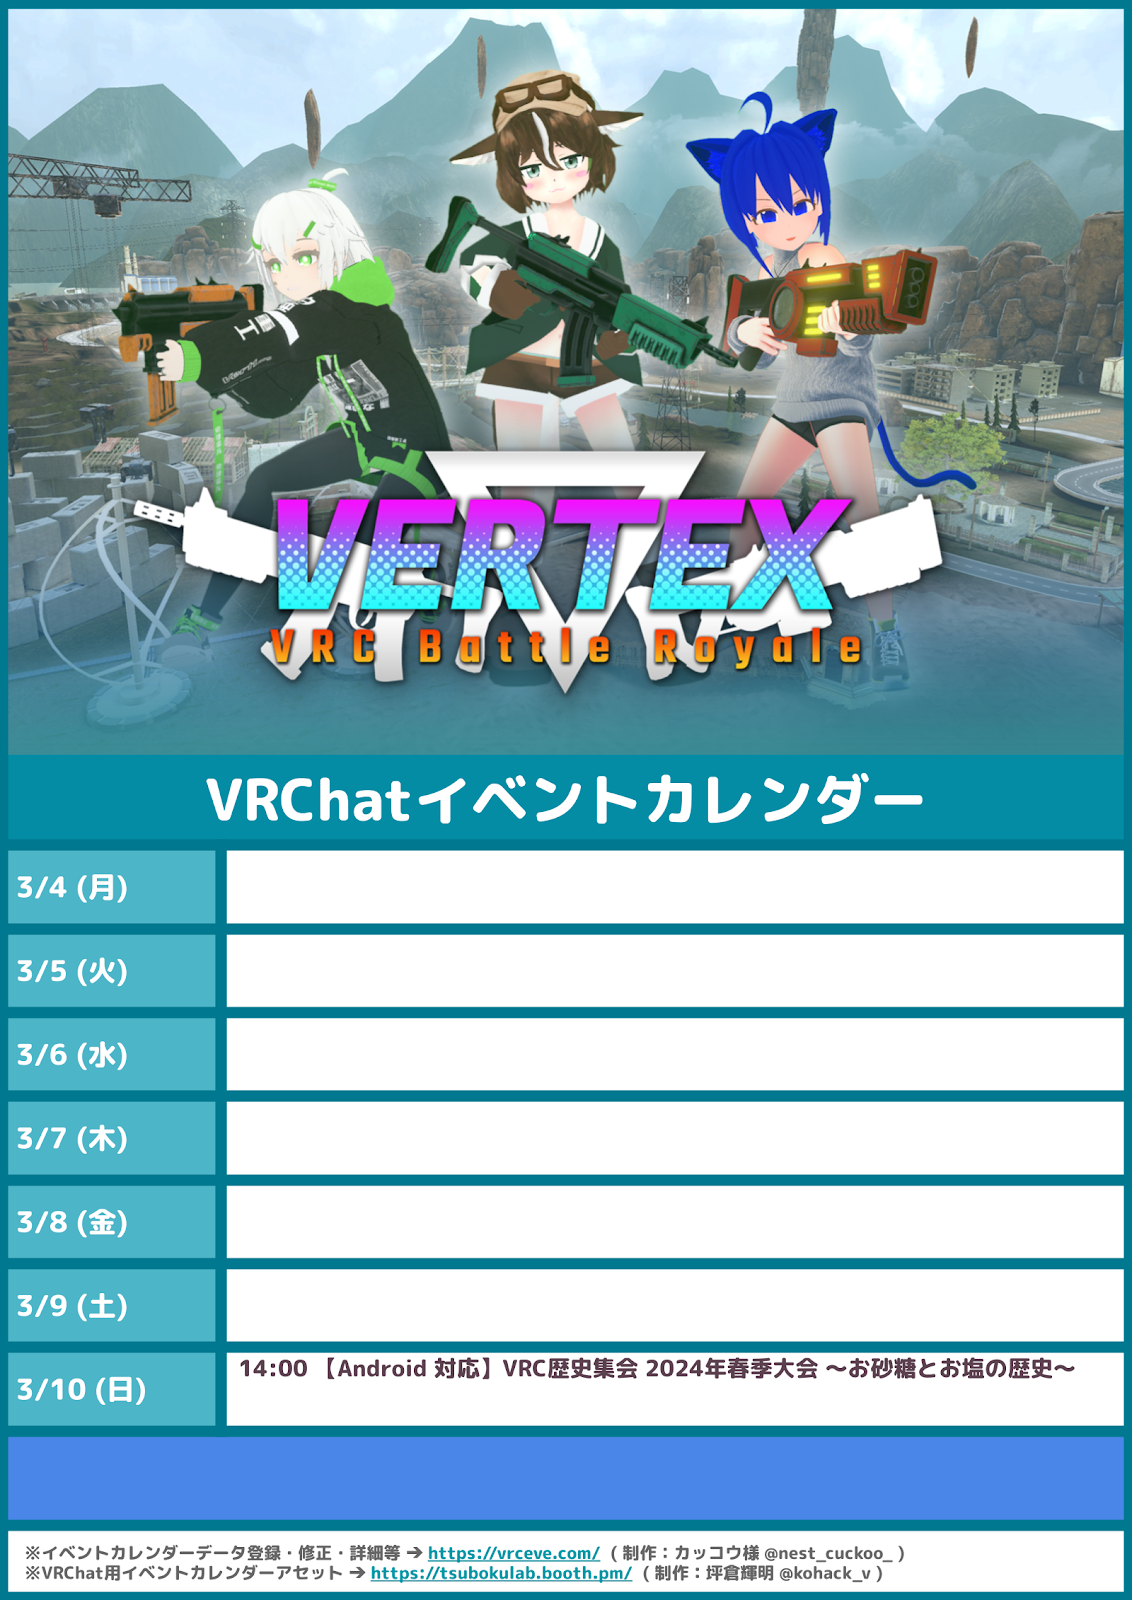 VERTEX
VRC Battle Royale
VRChatイベントカレンダー
3/4 (月)
3/5 (火)
3/6 (水)
3/7 (木)
3/8 (金)
3/9 (土)
3/10 (日)
14:00 【Android 対応】VRC歴史集会 2024年春季大会 ～お砂糖とお塩の歴史～
※イベントカレンダーデータ登録・修正・詳細等 ➔ https://vrceve.com/ ( 制作：カッコウ様 @nest_cuckoo_ )
※VRChat用イベントカレンダーアセット ➔ https://tsubokulab.booth.pm/ ( 制作：坪倉輝明 @kohack_v )